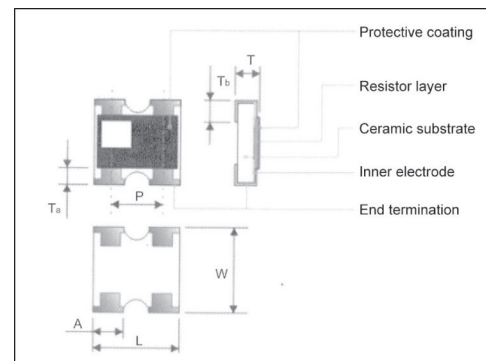 Protective coating
T
Tb
Resistor layer
Ceramic substrate
Inner electrode
P
Ta
End termination
W
A
L